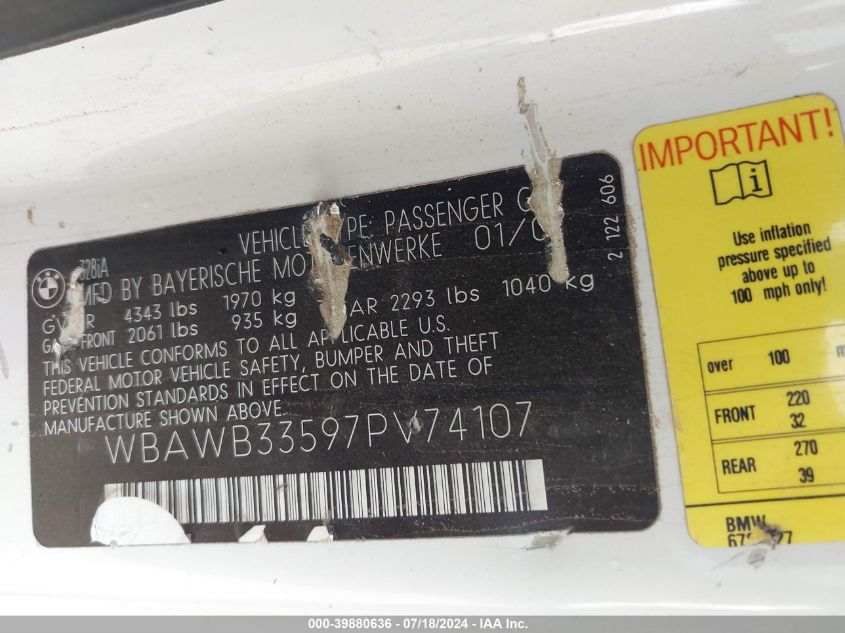 BMW
328iA
VEHICLE TYPE: PASSENGER
MFD BY BAYERISCHE MOTORENWERKE 01/0
GVWR 4343 lbs 1970 kg
FRONT 2061 lbs 935 kg GAR 2293 lbs 1040 kg
THIS VEHICLE CONFORMS TO ALL APPLICABLE U.S.
FEDERAL MOTOR VEHICLE SAFETY, BUMPER AND THEFT
PREVENTION STANDARDS IN EFFECT ON THE DATE OF
MANUFACTURE SHOWN ABOVE.
WBAWB33597PV74107
2 122 606
IMPORTANT!
i
Use inflation
pressure specified
above up to
100 mph only!
over 100 m
FRONT 220
32
REAR 270
39
BMW
000-39880636 - 07/18/2024 - IAA, Inc.